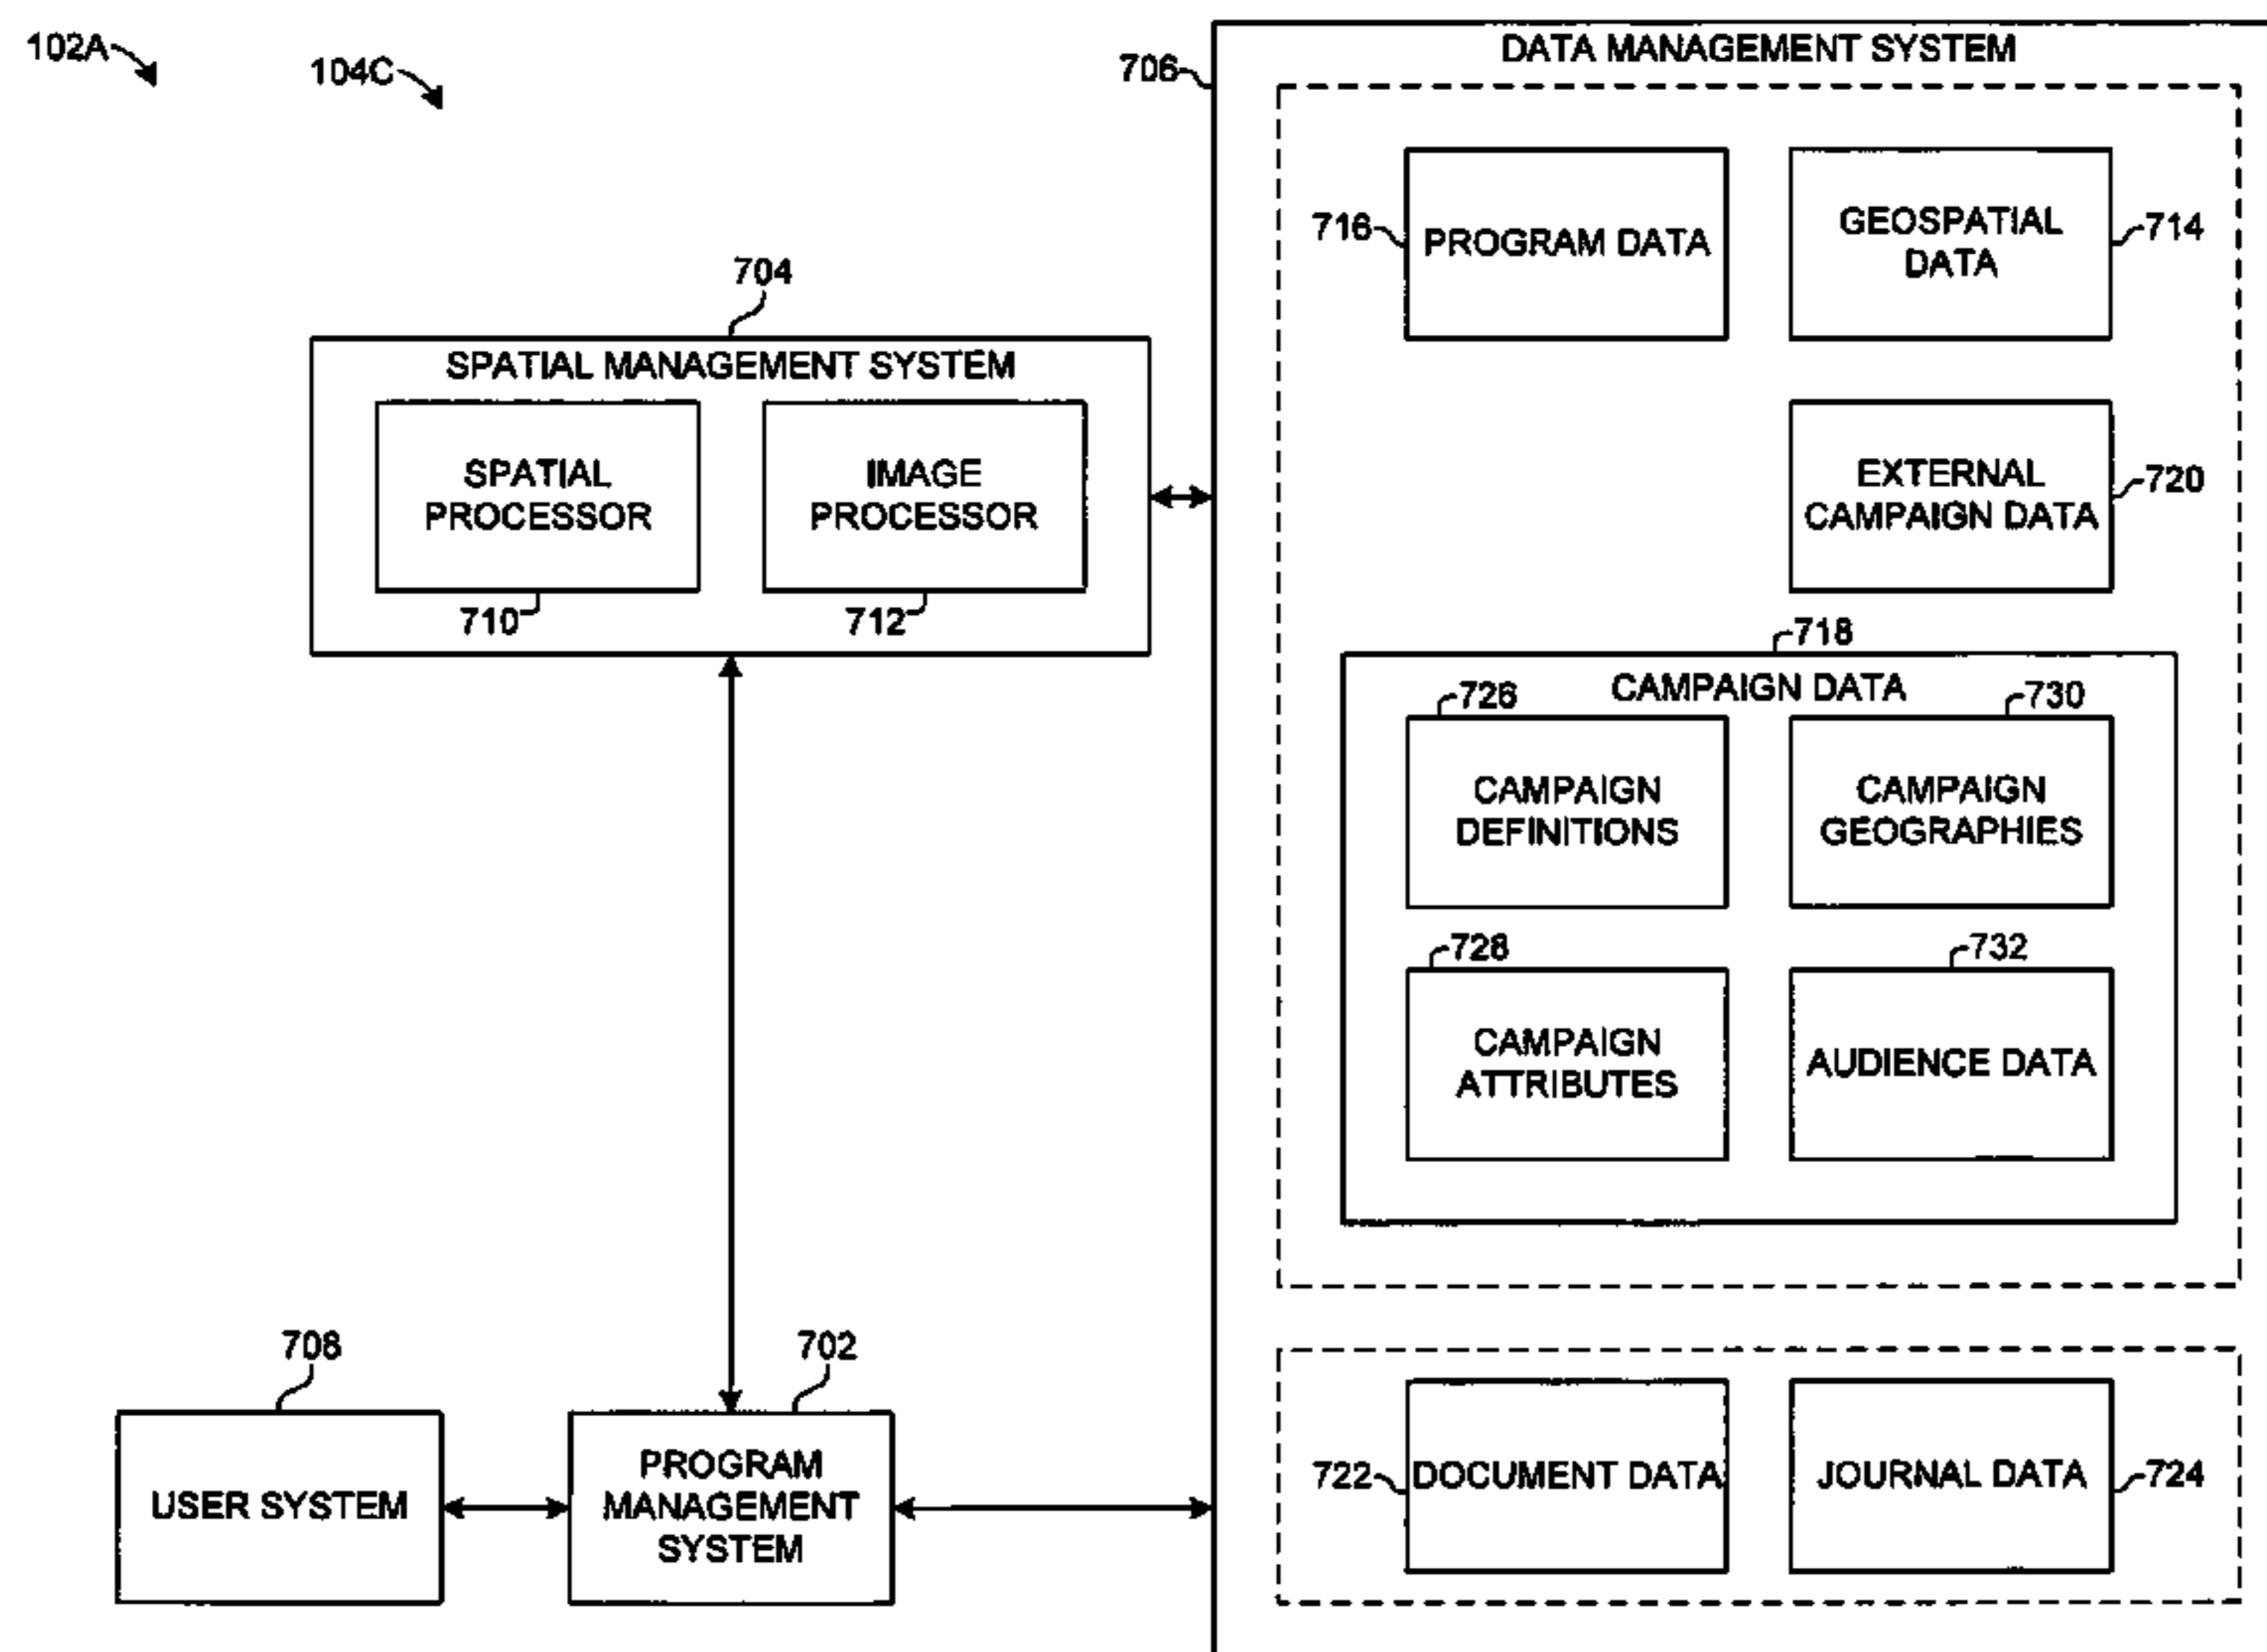 102A
104C
706
DATA MANAGEMENT SYSTEM
716
PROGRAM DATA
GEOSPATIAL
DATA
714
704
SPATIAL MANAGEMENT SYSTEM
SPATIAL
PROCESSOR
710
IMAGE
PROCESSOR
712
EXTERNAL
CAMPAIGN DATA
720
718
CAMPAIGN DATA
726
CAMPAIGN
DEFINITIONS
730
CAMPAIGN
GEOGRAPHIES
728
CAMPAIGN
ATTRIBUTES
732
AUDIENCE DATA
708
USER SYSTEM
702
PROGRAM
MANAGEMENT
SYSTEM
722
DOCUMENT DATA
JOURNAL DATA
724